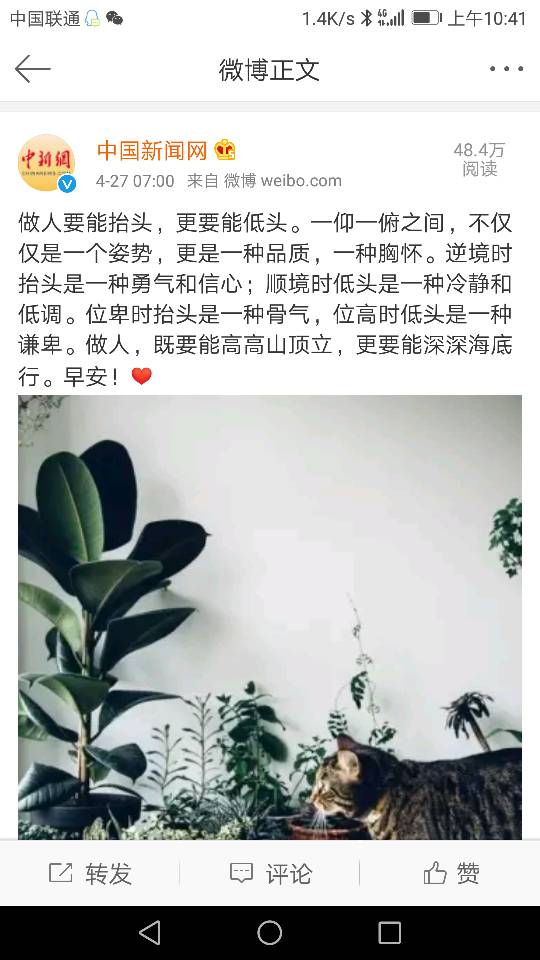 中国联通 1.4K/s 4G 上午10:41
微博正文
中新網
中国新闻网
48.4万
阅读
4-27 07:00 来自 微博 weibo.com
做人要能抬头，更要能低头。一仰一俯之间，不仅
仅是一个姿势，更是一种品质，一种胸怀。逆境时
抬头是一种勇气和信心；顺境时低头是一种冷静和
低调。位卑时抬头是一种骨气，位高时低头是一种
谦卑。做人，既要能高高山顶立，更要能深深海底
行。早安！❤
转发 评论 赞